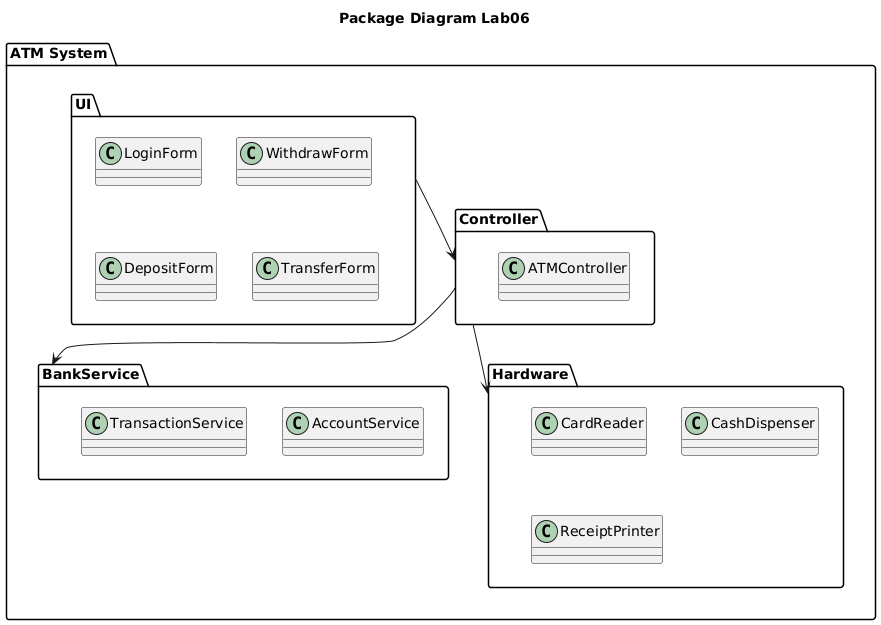 Package Diagram Lab06
ATM System
UI
C LoginForm
C WithdrawForm
C DepositForm
C TransferForm
Controller
C ATMController
BankService
C TransactionService
C AccountService
Hardware
C CardReader
C CashDispenser
C ReceiptPrinter